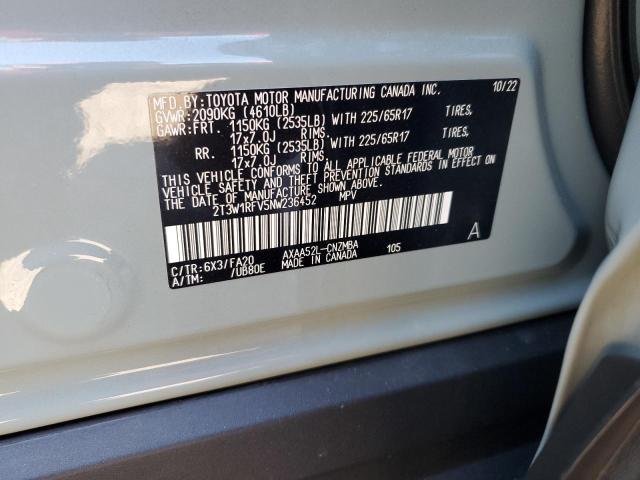 MFD.BY:TOYOTA MOTOR MANUFACTURING CANADA INC. 10/22
GVWR:2090KG (4610LB)
GAWR:FRT. 1150KG (2535LB) WITH 225/65R17 TIRES,
17x7.0J RIMS,
RR. 1150KG (2535LB) WITH 225/65R17 TIRES,
17x7.0J RIMS,
THIS VEHICLE CONFORMS TO ALL APPLICABLE FEDERAL MOTOR
VEHICLE SAFETY AND THEFT PREVENTION STANDARDS IN EFFECT ON
THE DATE OF MANUFACTURE SHOWN ABOVE.
2T3W1RFV5NW236452 MPV
A
C/TR:6X3/FA20 AXAA52L-CNZMBA 105
A/TM: /UB80E MADE IN CANADA